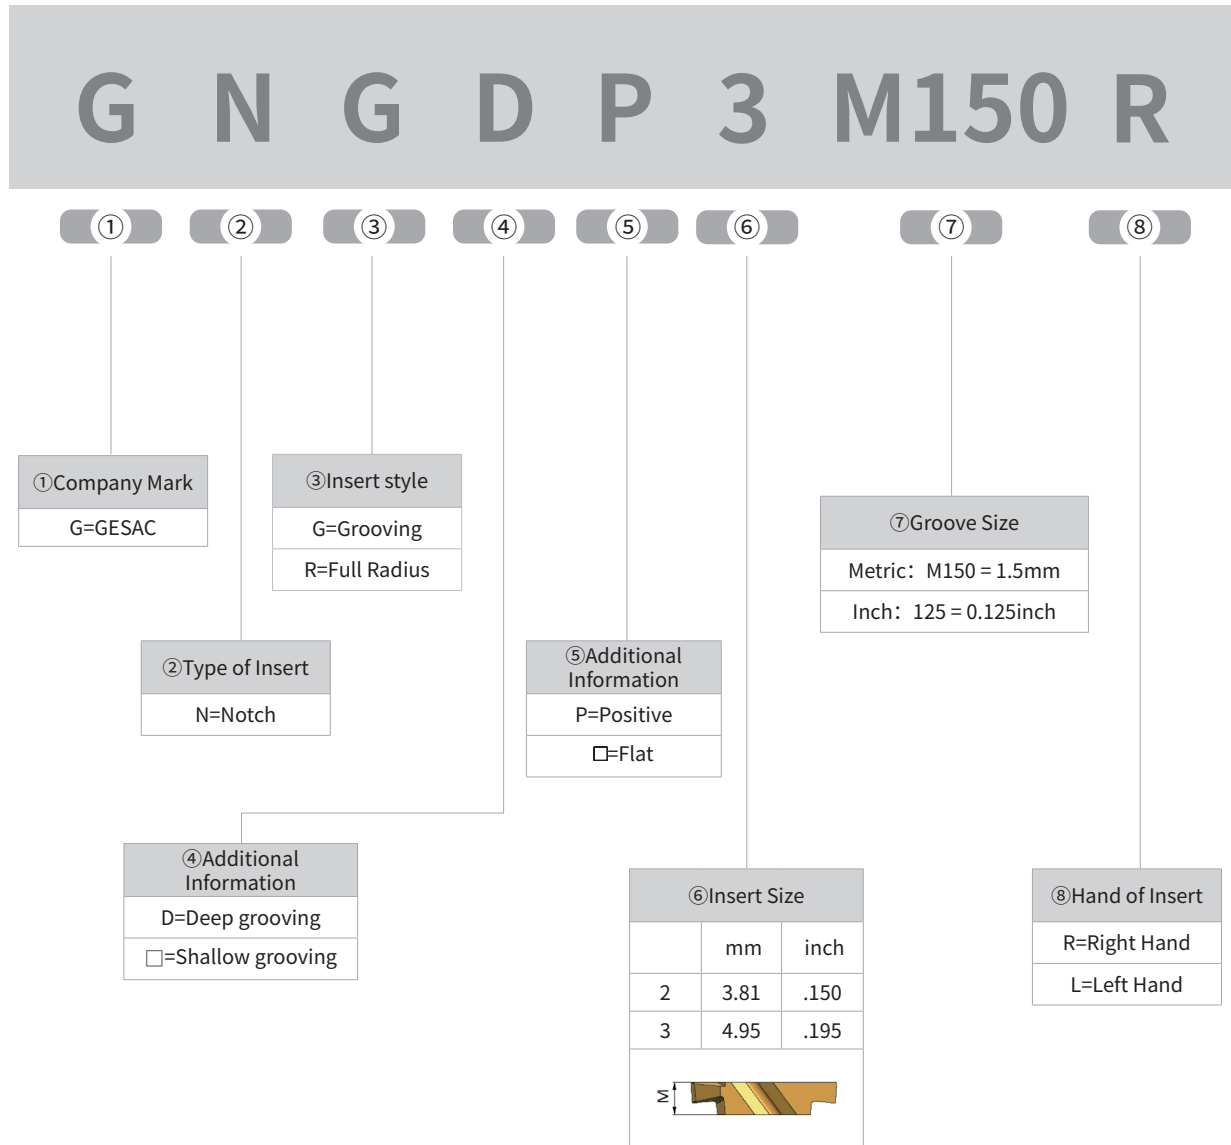 G N G D P 3 M150 R
① ② ③ ④ ⑤ ⑥ ⑦ ⑧
①Company Mark
G=GESAC
③Insert style
G=Grooving
R=Full Radius
⑦Groove Size
Metric：M150 = 1.5mm
Inch：125 = 0.125inch
②Type of Insert
N=Notch
⑤Additional
Information
P=Positive
□=Flat
④Additional
Information
D=Deep grooving
□=Shallow grooving
⑥Insert Size
mm inch
2 3.81 .150
3 4.95 .195
M
⑧Hand of Insert
R=Right Hand
L=Left Hand